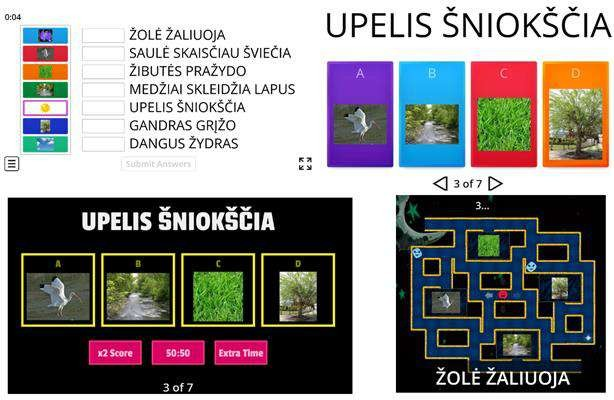 0:04
ŽOLĖ ŽALIUOJA
SAULĖ SKAISČIAU ŠVIEČIA
ŽIBUTĖS PRAŽYDO
MEDŽIAI SKLEIDŽIA LAPUS
UPELIS ŠNIOKŠČIA
GANDRAS GRĮŽO
DANGUS ŽYDRAS
Submit Answers
UPELIS ŠNIOKŠČIA
A B C D
3 of 7
UPELIS ŠNIOKŠČIA
A B C D
x2 Score 50:50 Extra Time
3 of 7
3...
ŽOLĖ ŽALIUOJA